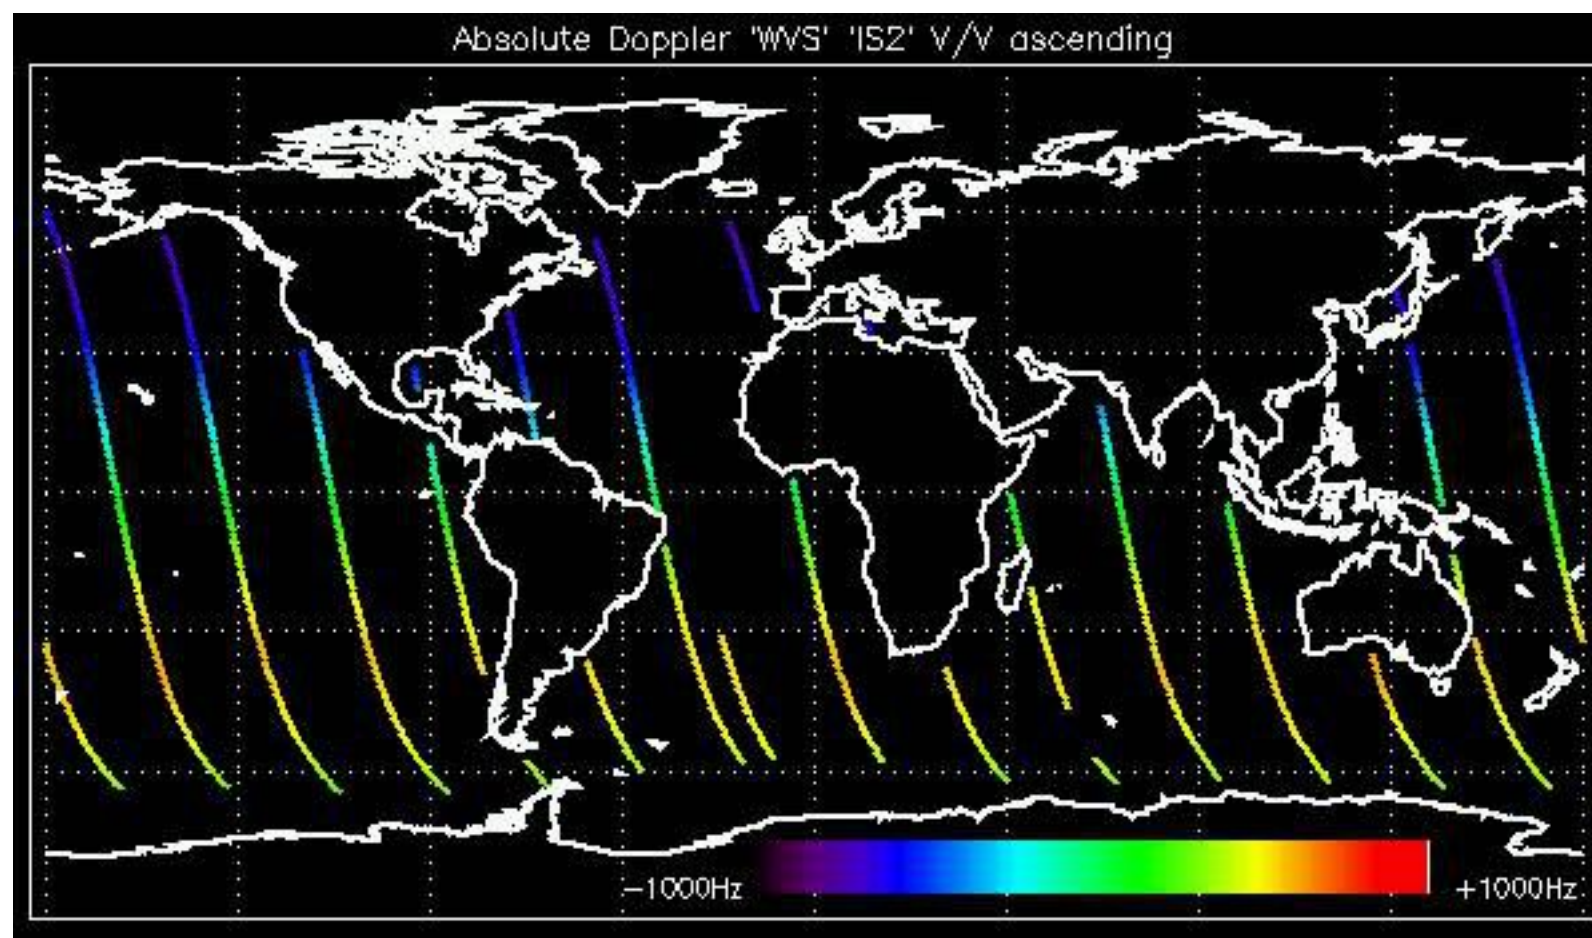 Absolute Doppler 'WVS' 'IS2' V/V ascending
-1000Hz +1000Hz